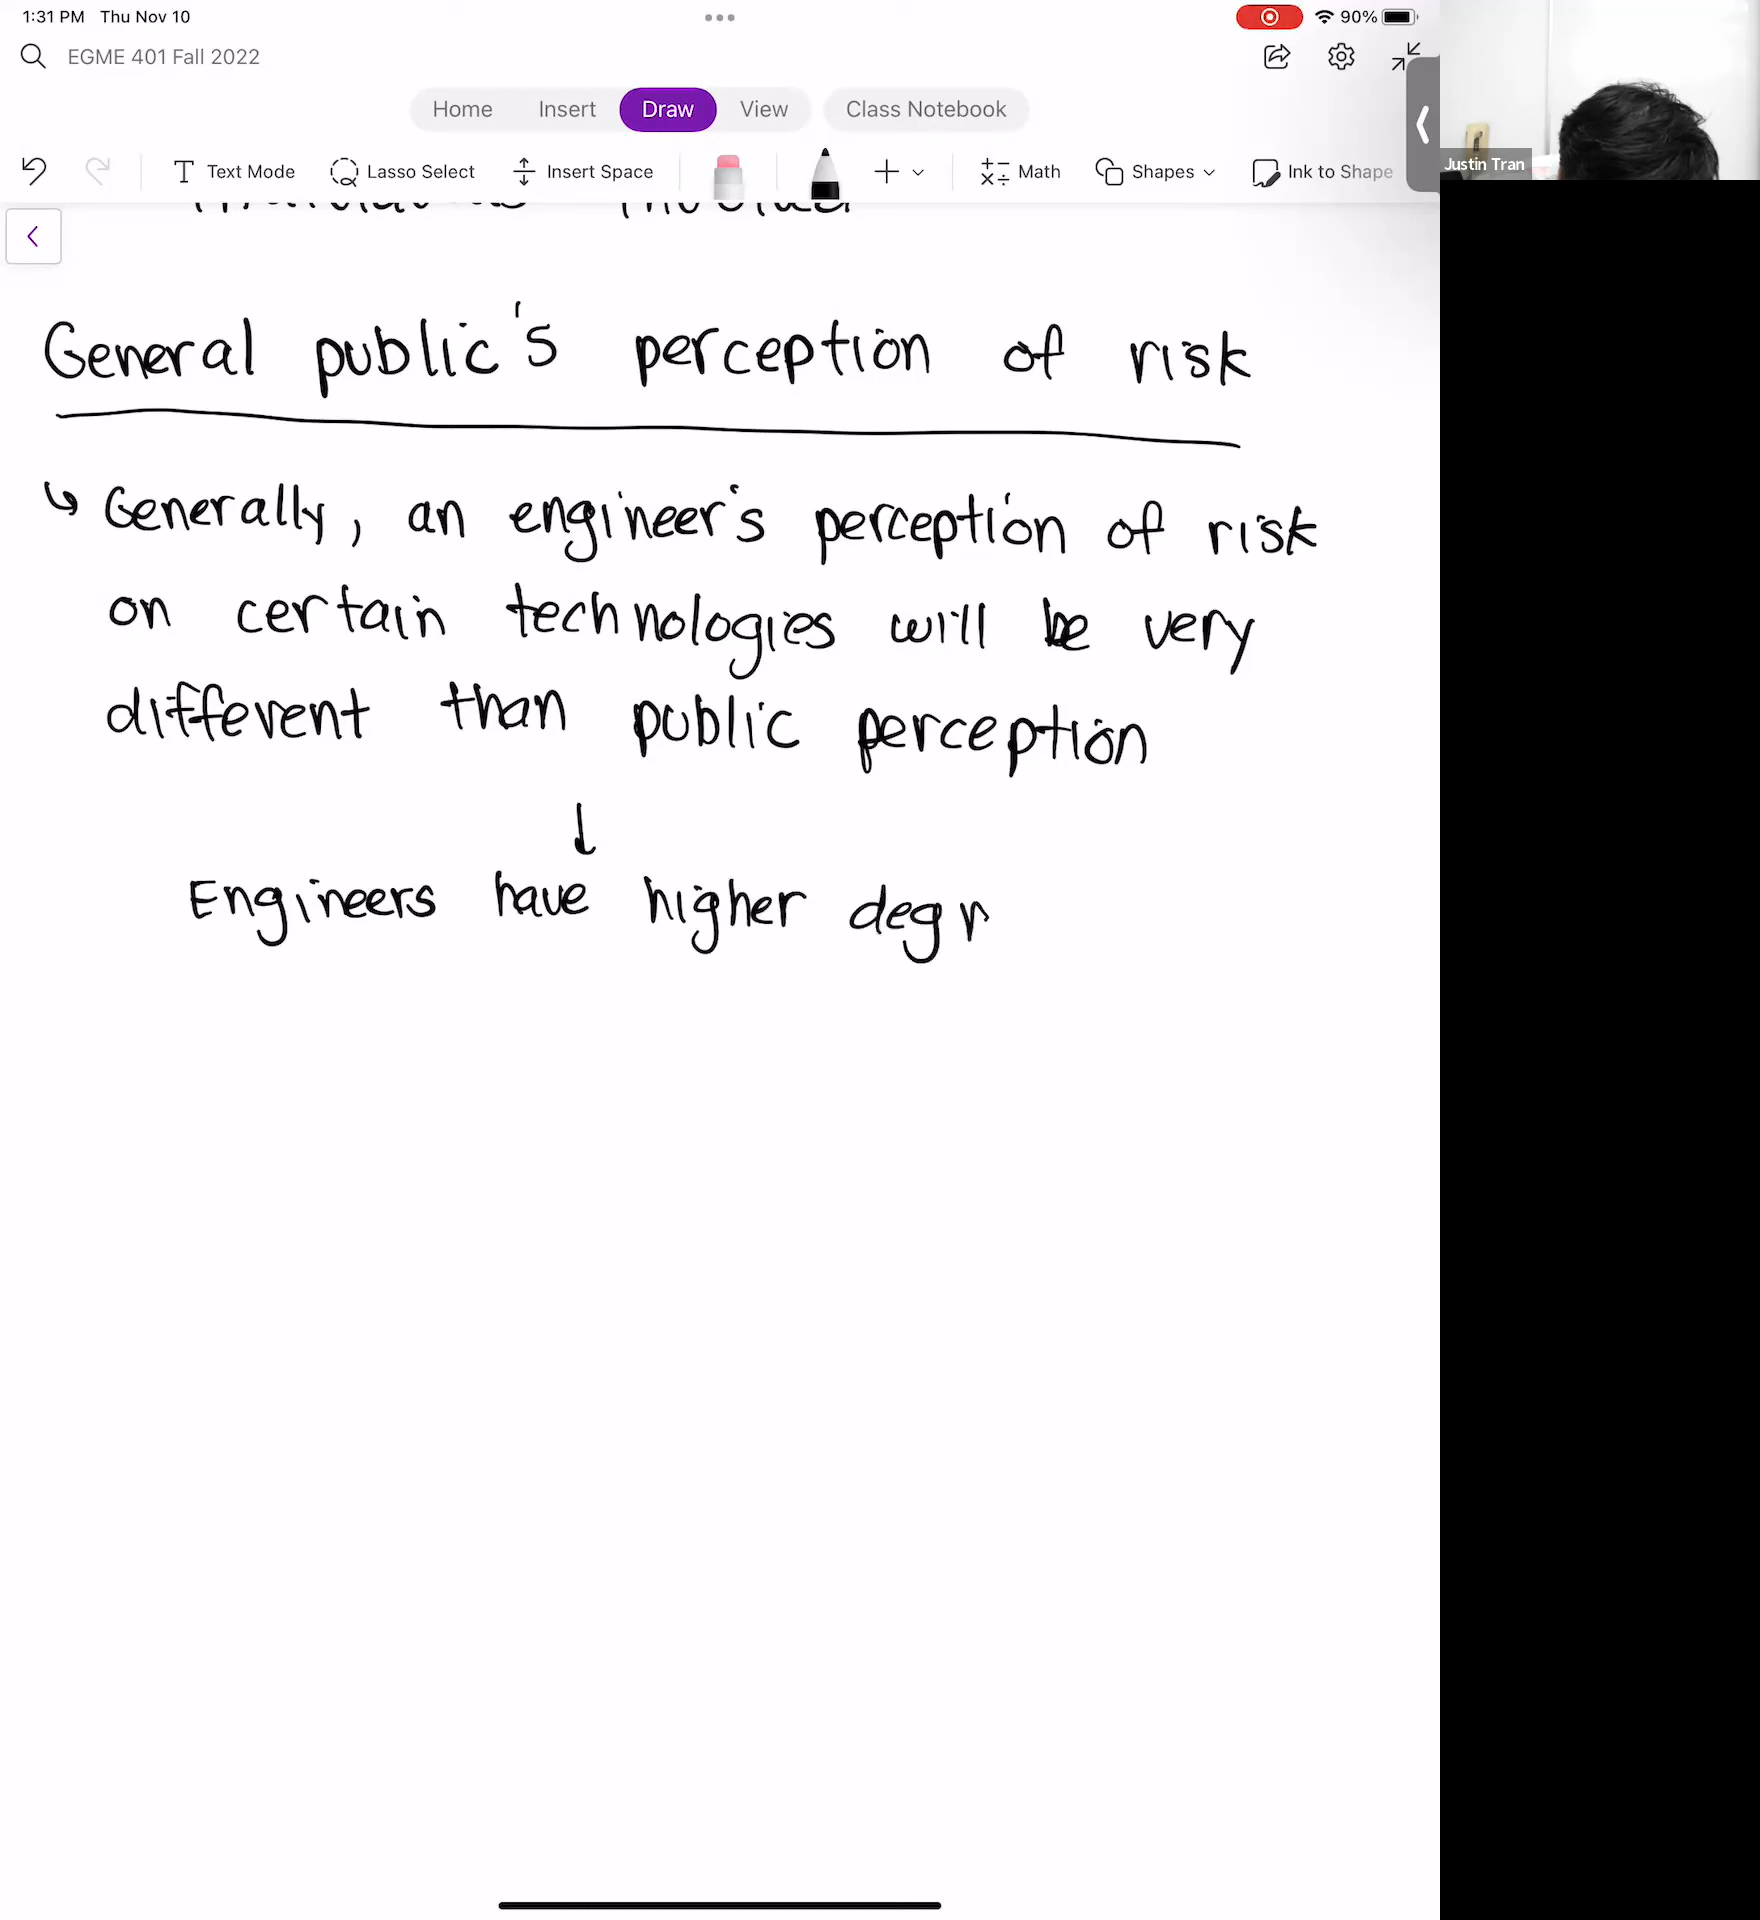 1:31 PM Thu Nov 10
90%
EGME 401 Fall 2022
Home Insert Draw View Class Notebook
Text Mode Lasso Select Insert Space Math Shapes Ink to Shape
Justin Tran
General public's perception of risk
Generally, an engineer's perception of risk
on certain technologies will be very
different than public perception
Engineers have higher degr